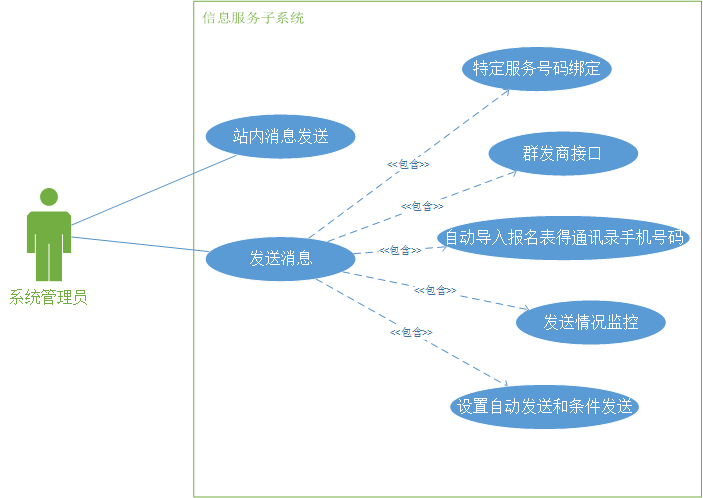 信息服务子系统
特定服务号码绑定
站内消息发送
群发商接口
<<包含>>
<<包含>>
自动导入报名表得通讯录手机号码
<<包含>>
发送消息
系统管理员
<<包含>>
发送情况监控
<<包含>>
设置自动发送和条件发送